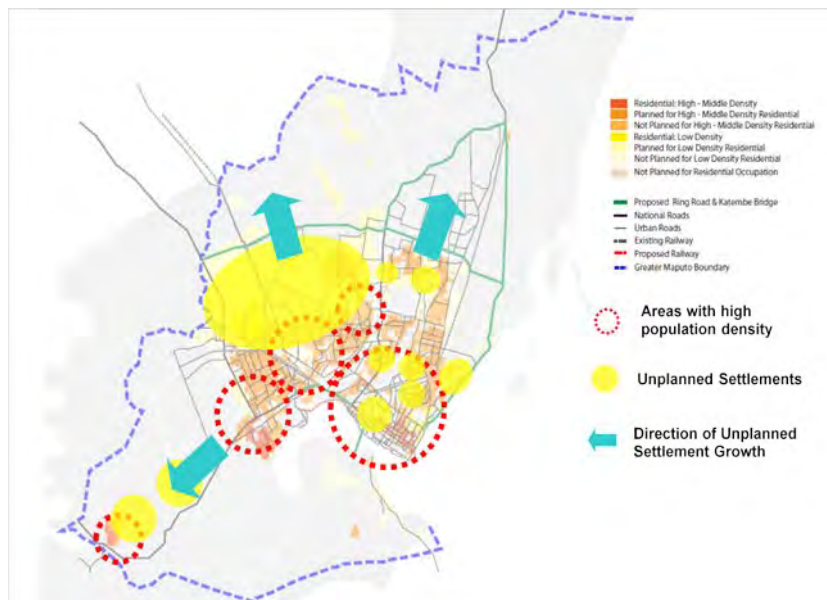 Residential: High - Middle Density
Planned for High - Middle Density Residential
Not Planned for High - Middle Density Residential
Residential: Low Density
Planned for Low Density Residential
Not Planned for Low Density Residential
Not Planned for Residential Occupation
Proposed Ring Road & Katembe Bridge
National Roads
Urban Roads
Existing Railway
Proposed Railway
Greater Maputo Boundary
Areas with high
population density
Unplanned Settlements
Direction of Unplanned
Settlement Growth